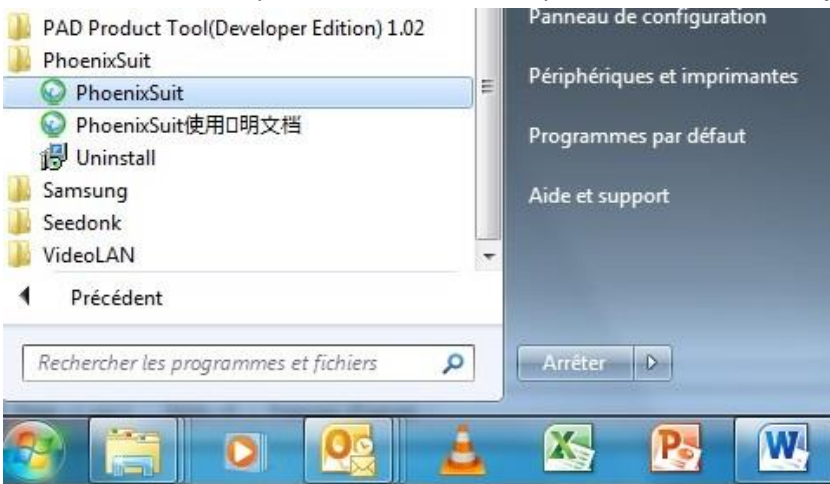 PAD Product Tool(Developer Edition) 1.02
PhoenixSuit
PhoenixSuit
PhoenixSuit使用□明文档
Uninstall
Samsung
Seedonk
VideoLAN
Précédent
Rechercher les programmes et fichiers
Panneau de configuration
Périphériques et imprimantes
Programmes par défaut
Aide et support
Arrêter